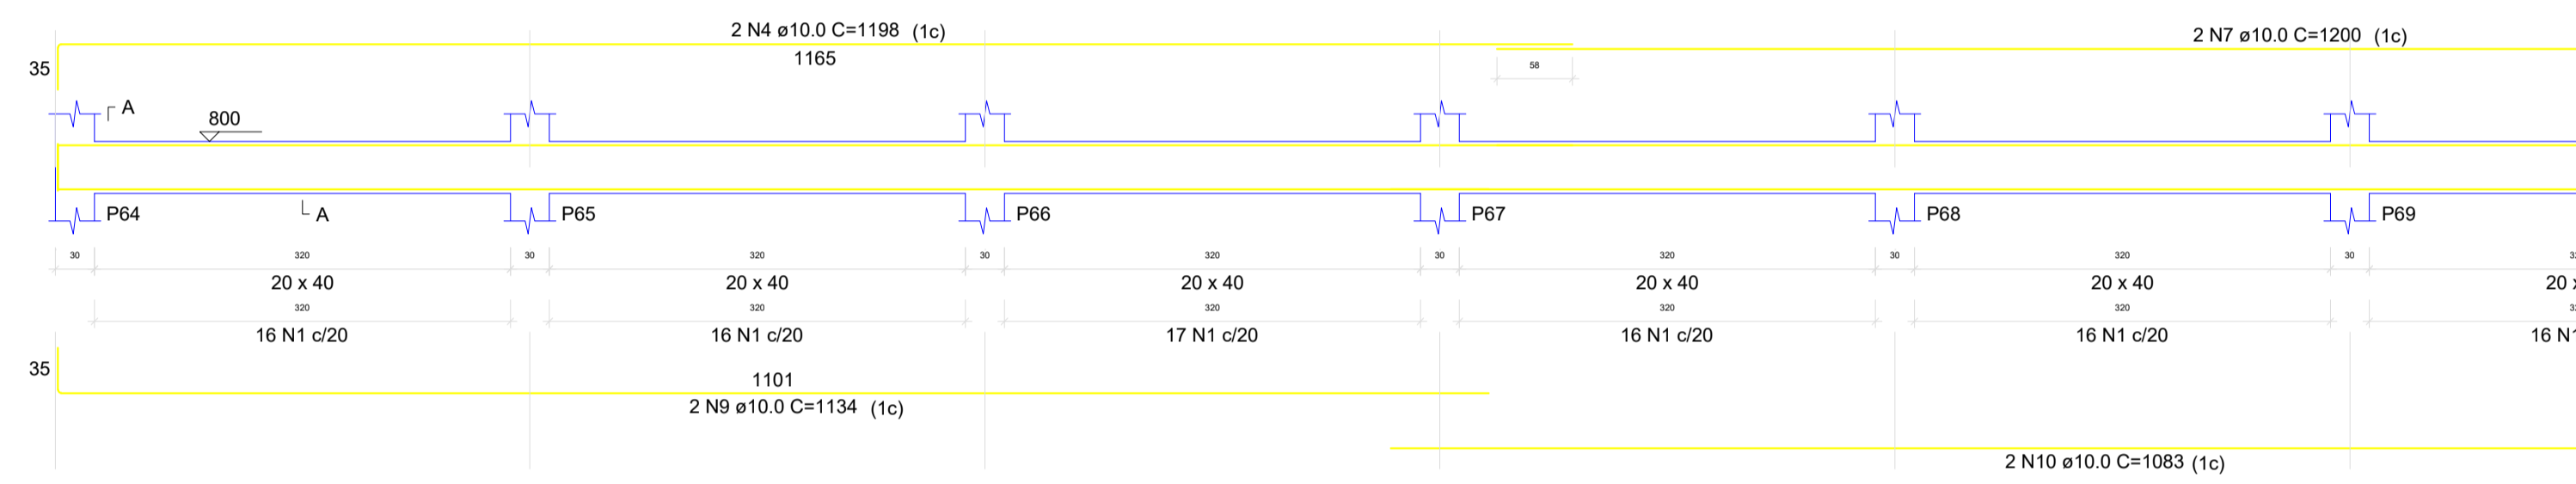 2 N4 ø10.0 C=1198 (1c)
2 N7 ø10.0 C=1200 (1c)
1165
35
58
A
800
P64
A
P65
P66
P67
P68
P69
30 320 30 320 30 320 30 320 30 320 30
20 x 40 20 x 40 20 x 40 20 x 40 20 x 40 20
320 320 320 320 320
16 N1 c/20 16 N1 c/20 17 N1 c/20 16 N1 c/20 16 N1 c/20 16 N1
35
1101
2 N9 ø10.0 C=1134 (1c)
2 N10 ø10.0 C=1083 (1c)